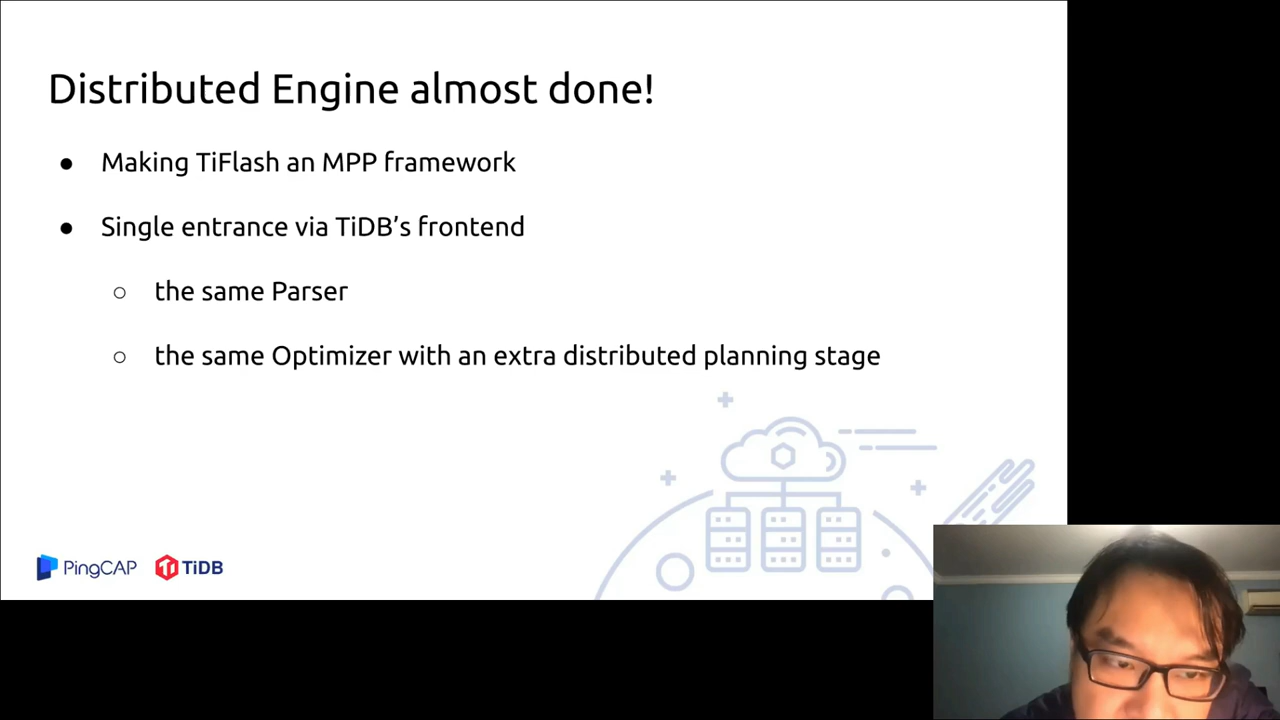 Distributed Engine almost done!
● Making TiFlash an MPP framework
● Single entrance via TiDB’s frontend
○ the same Parser
○ the same Optimizer with an extra distributed planning stage
PingCAP TiDB